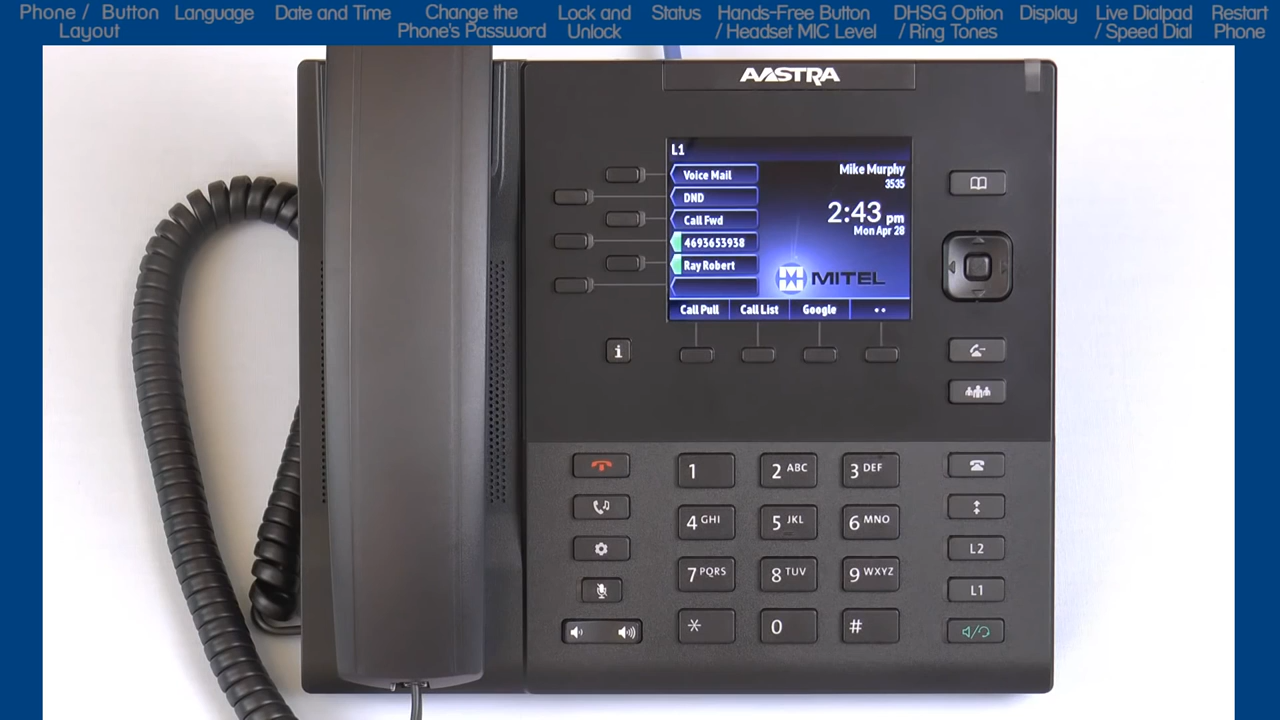 Phone / Button Layout
Language
Date and Time
Change the Phone's Password
Lock and Unlock
Status
Hands-Free Button / Headset MIC Level
DHSG Option / Ring Tones
Display
Live Dialpad / Speed Dial
Restart Phone
AASTRA
L1
Voice Mail
DND
Call Fwd
4693653938
Ray Robert
Mike Murphy
3535
2:43 pm
Mon Apr 28
MITEL
Call Pull
Call List
Google
i
1
2 ABC
3 DEF
4 GHI
5 JKL
6 MNO
7 PQRS
8 TUV
9 WXYZ
*
0
#
L2
L1